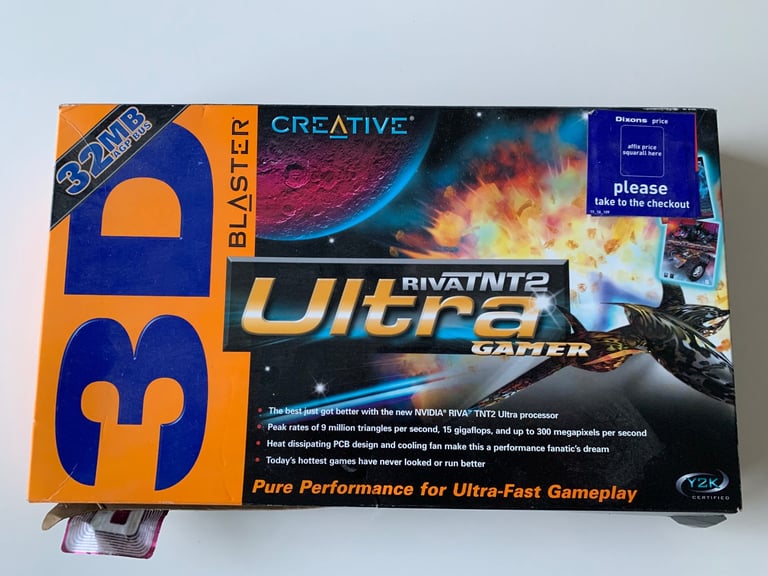 32MB
AGP BUS
3D
BLASTER™
CREATIVE®
Dixons price
affix price
squarall here
please
take to the checkout
RIVA TNT2
Ultra
GAMER
• The best just got better with the new NVIDIA® RIVA™ TNT2 Ultra processor
• Peak rates of 9 million triangles per second, 15 gigaflops, and up to 300 megapixels per second
• Heat dissipating PCB design and cooling fan make this a performance fanatic's dream
• Today's hottest games have never looked or run better
Pure Performance for Ultra-Fast Gameplay
Y2K
CERTIFIED